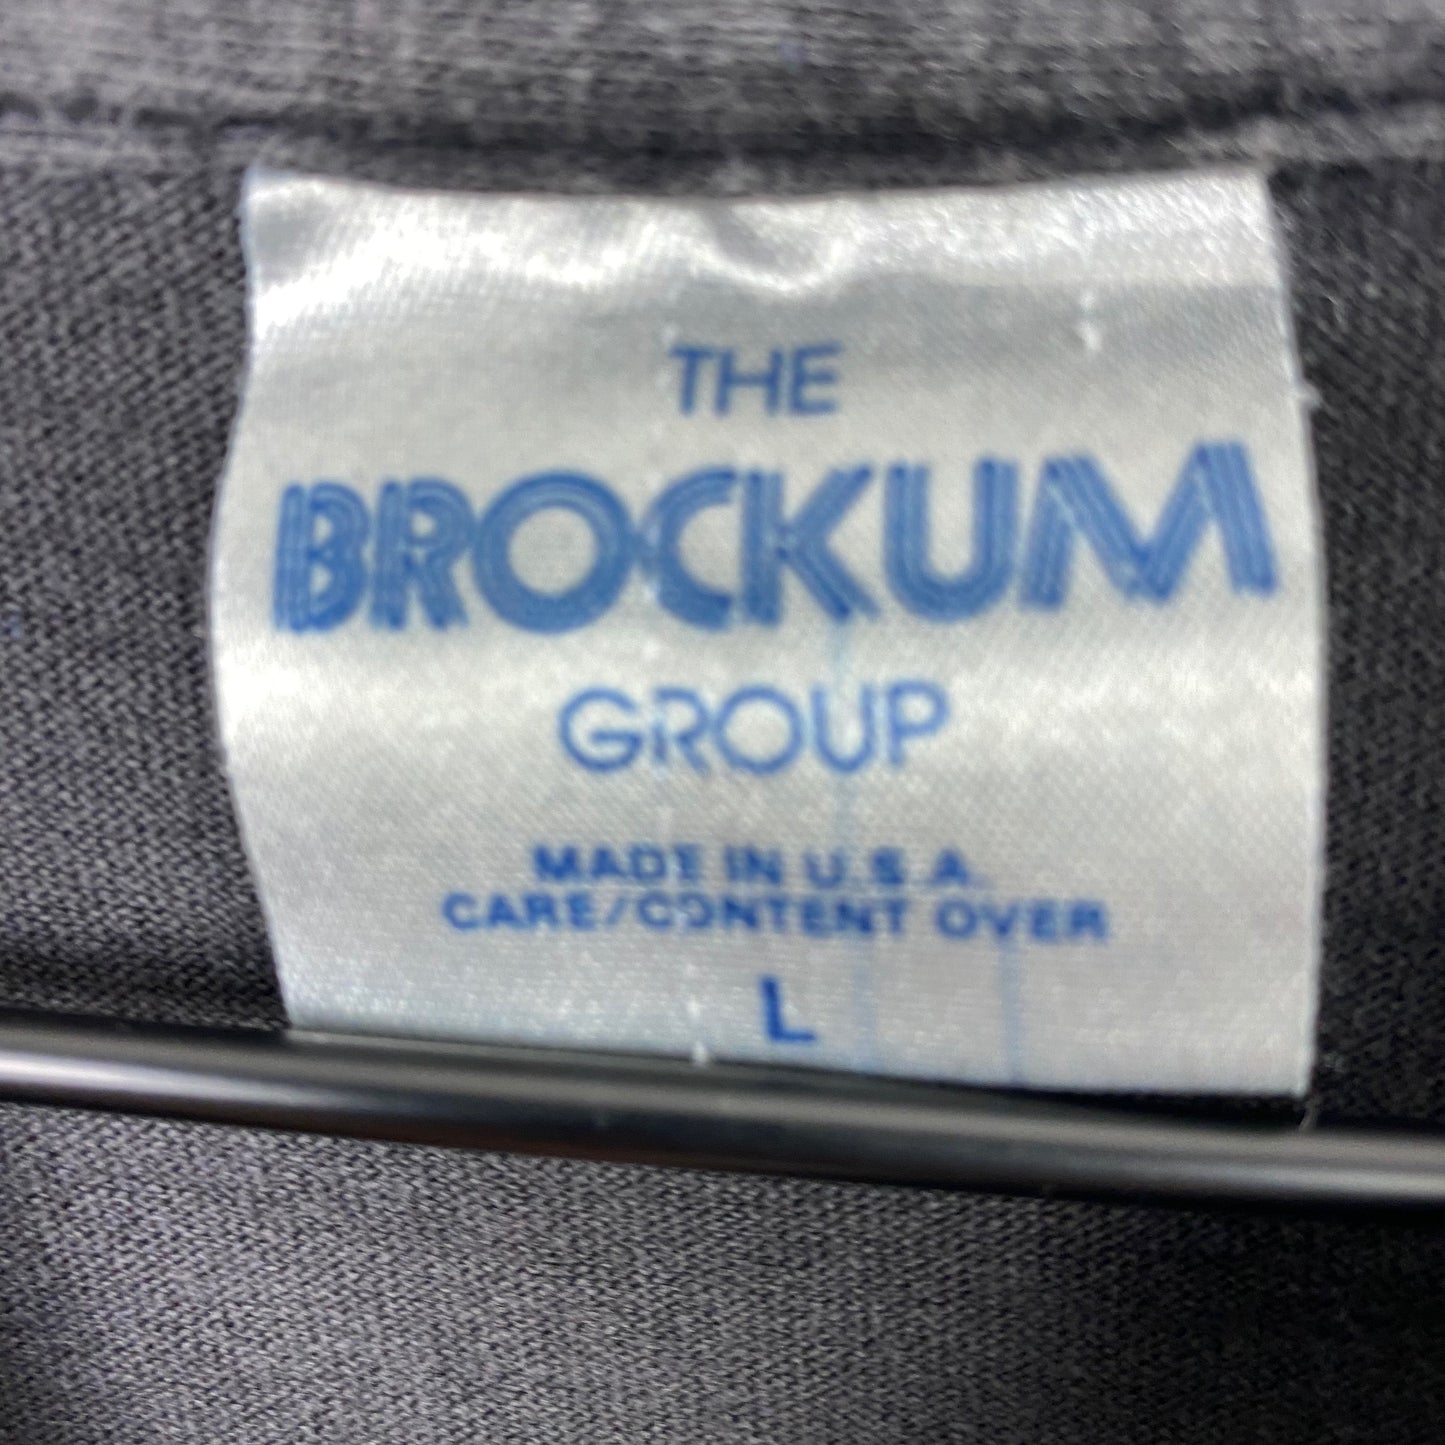 THE
BROCKUM
GROUP
MADE IN U.S.A.
CARE/CONTENT OVER
L